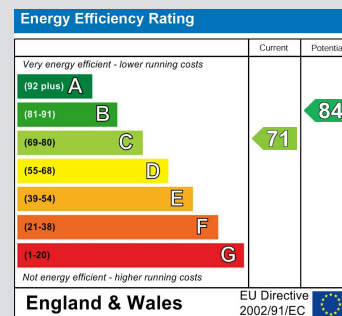 Energy Efficiency Rating
Current Potentia
Very energy efficient - lower running costs
(92 plus) A
(81-91) B 84
(69-80) C 71
(55-68) D
(39-54) E
(21-38) F
(1-20) G
Not energy efficient - higher running costs
England & Wales
EU Directive
2002/91/EC